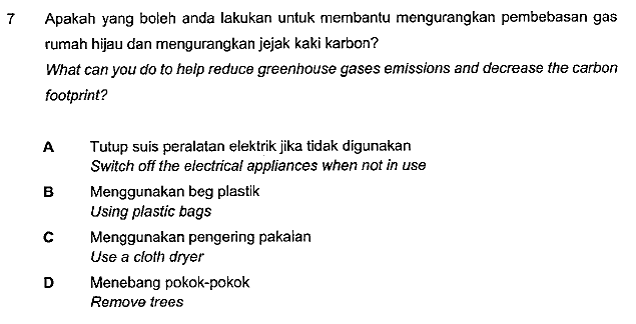 7 Apakah yang boleh anda lakukan untuk membantu mengurangkan pembebasan gas
rumah hijau dan mengurangkan jejak kaki karbon?
What can you do to help reduce greenhouse gases emissions and decrease the carbon
footprint?
A Tutup suis peralatan elektrik jika tidak digunakan
Switch off the electrical appliances when not in use
B Menggunakan beg plastik
Using plastic bags
C Menggunakan pengering pakaian
Use a cloth dryer
D Menebang pokok-pokok
Remove trees